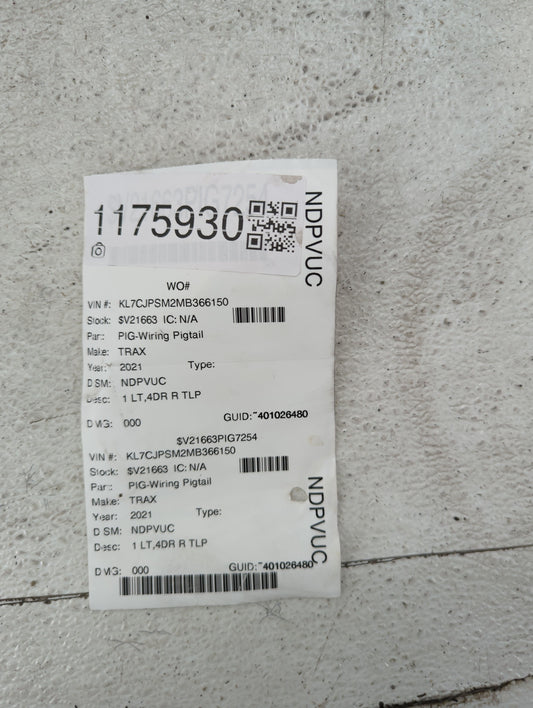 1175930
NDPVUC
WO#
VIN #: KL7CJPSM2MB366150
Stock: $V21663 IC: N/A
Par: PIG-Wiring Pigtail
Make: TRAX
Year: 2021 Type:
DSM: NDPVUC
Desc: 1 LT,4DR R TLP
DMG: 000 GUID: 401026480
$V21663PIG7254
VIN #: KL7CJPSM2MB366150
Stock: $V21663 IC: N/A
Par: PIG-Wiring Pigtail
Make: TRAX
Year: 2021 Type:
DSM: NDPVUC
Desc: 1 LT,4DR R TLP
DMG: 000 GUID: 401026480
NDPVUC